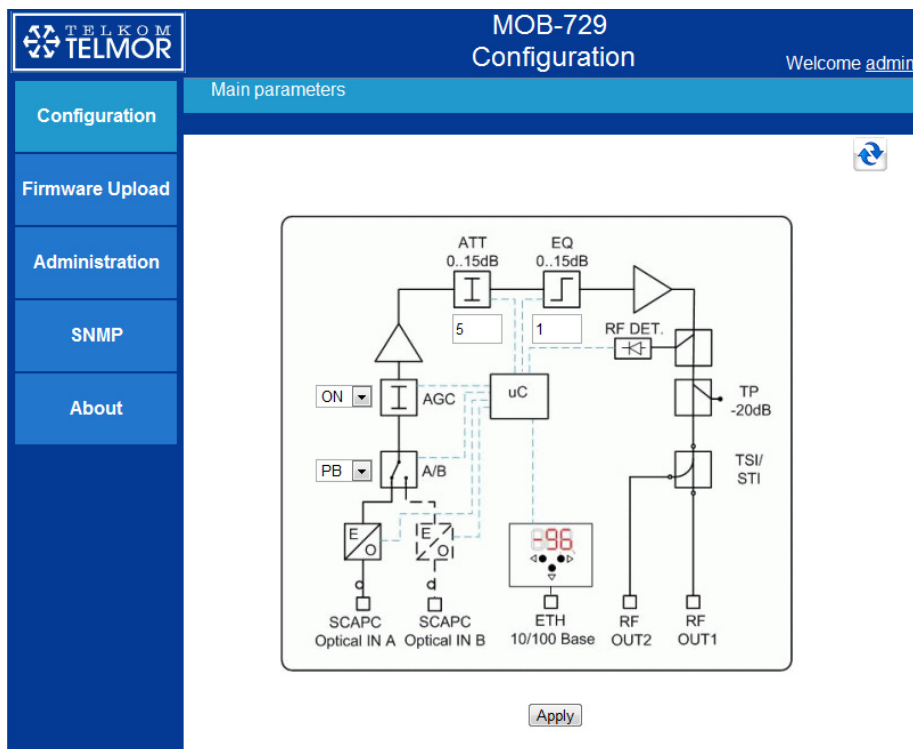 TELKOM
TELMOR
MOB-729
Configuration
Welcome admin
Main parameters
Configuration
Firmware Upload
Administration
SNMP
About
ATT
0..15dB
EQ
0..15dB
5
1
RF DET.
ON
AGC
uC
TP
-20dB
PB
A/B
TSI/
STI
E
O
E
O
-96
SCAPC
Optical IN A
SCAPC
Optical IN B
ETH
10/100 Base
RF
OUT2
RF
OUT1
Apply